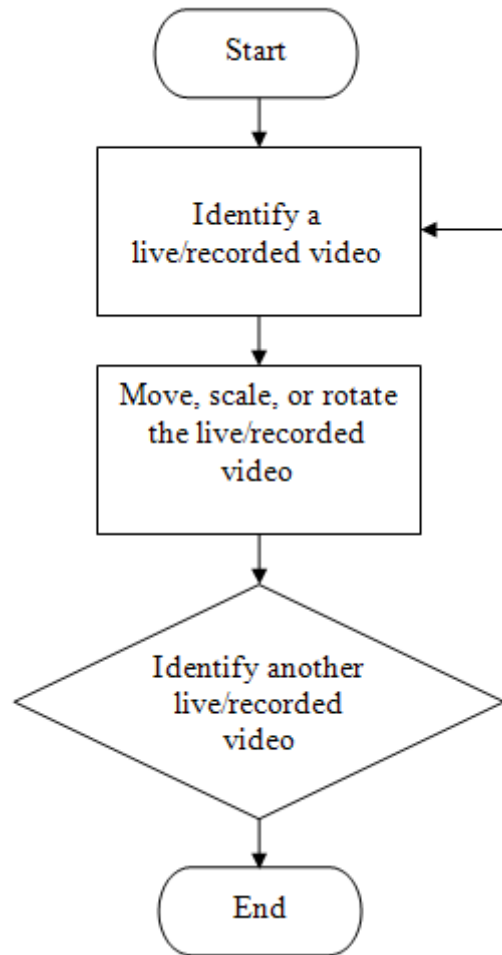 Start
Identify a
live/recorded video
Move, scale, or rotate
the live/recorded
video
Identify another
live/recorded
video
End